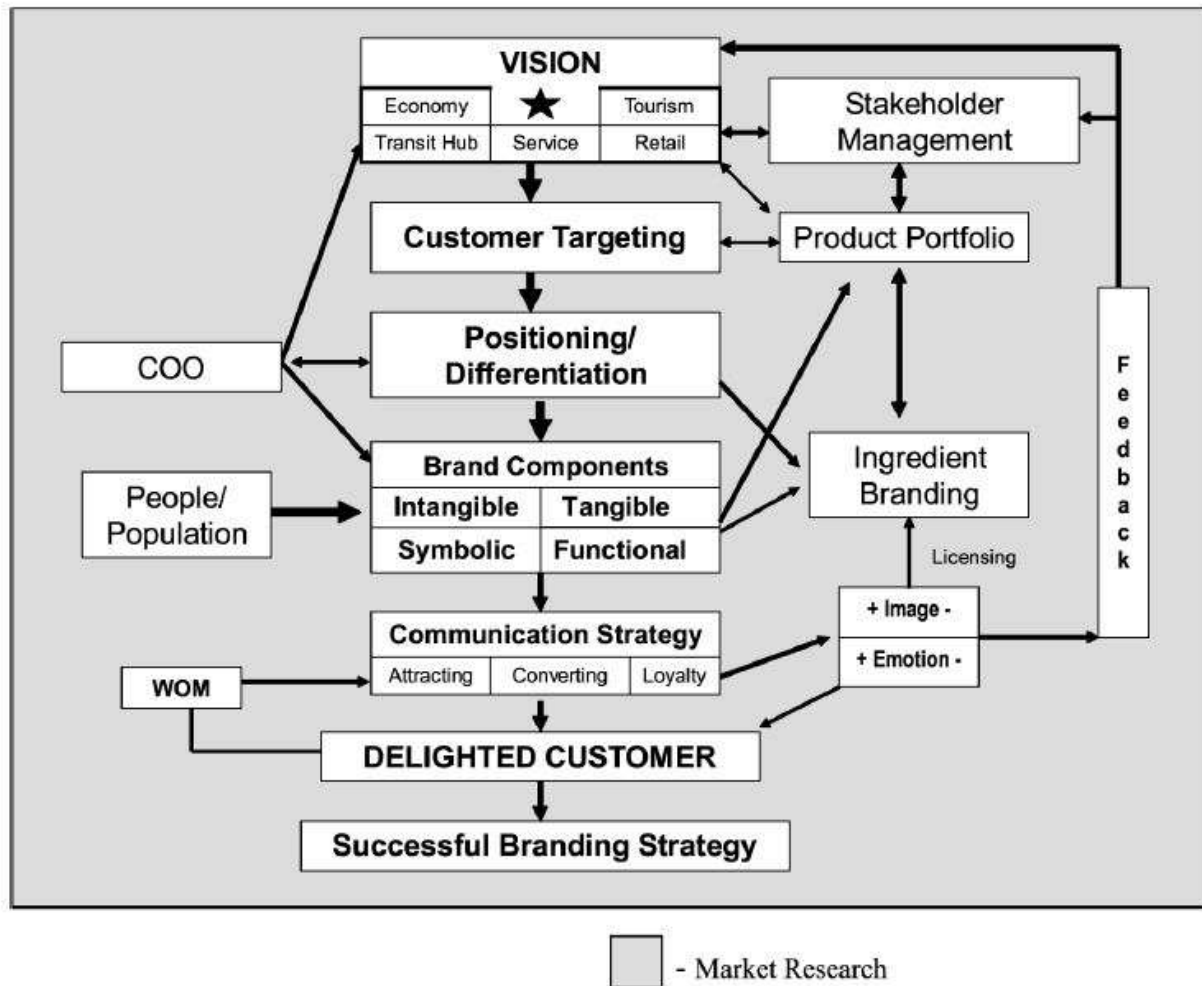 VISION
Economy
Tourism
Transit Hub
Service
Retail
Stakeholder
Management
Customer Targeting
Product Portfolio
Positioning/
Differentiation
COO
Feedback
Brand Components
Intangible
Tangible
Symbolic
Functional
People/
Population
Ingredient
Branding
Licensing
+ Image -
+ Emotion -
Communication Strategy
Attracting
Converting
Loyalty
WOM
DELIGHTED CUSTOMER
Successful Branding Strategy
- Market Research